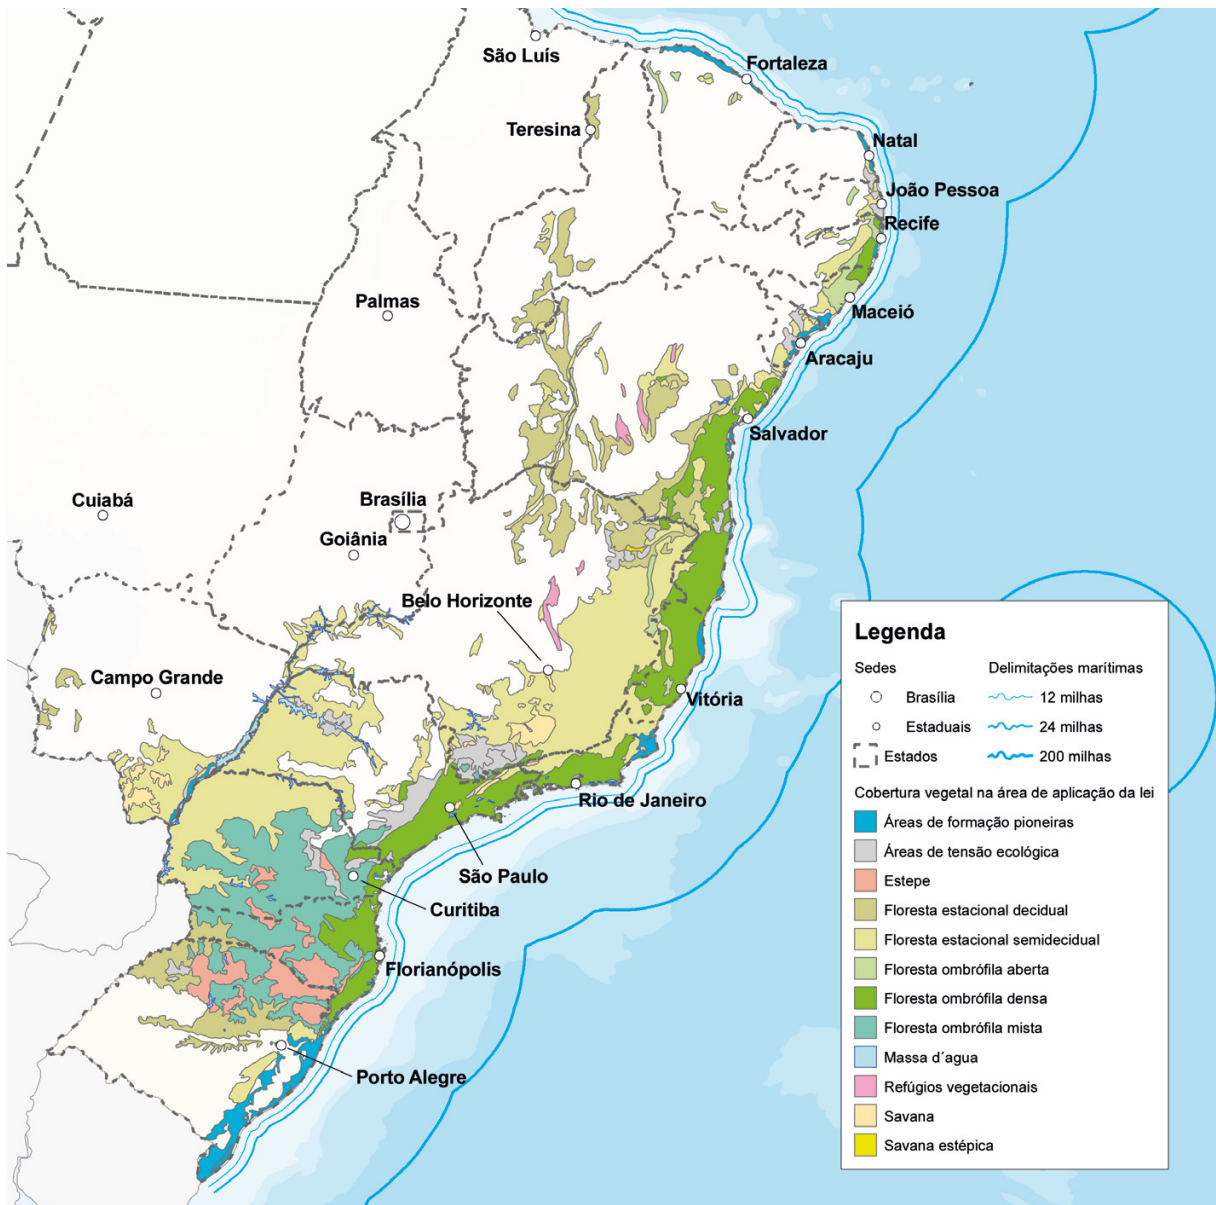 São Luís
Fortaleza
Teresina
Natal
João Pessoa
Recife
Palmas
Maceió
Aracaju
Salvador
Cuiabá
Brasília
Goiânia
Belo Horizonte
Campo Grande
Vitória
Rio de Janeiro
São Paulo
Curitiba
Florianópolis
Porto Alegre
Legenda
Sedes
Brasília
Estaduais
Estados
Delimitações marítimas
12 milhas
24 milhas
200 milhas
Cobertura vegetal na área de aplicação da lei
Áreas de formação pioneiras
Áreas de tensão ecológica
Estepe
Floresta estacional decidual
Floresta estacional semidecidual
Floresta ombrófila aberta
Floresta ombrófila densa
Floresta ombrófila mista
Massa d´agua
Refúgios vegetacionais
Savana
Savana estépica